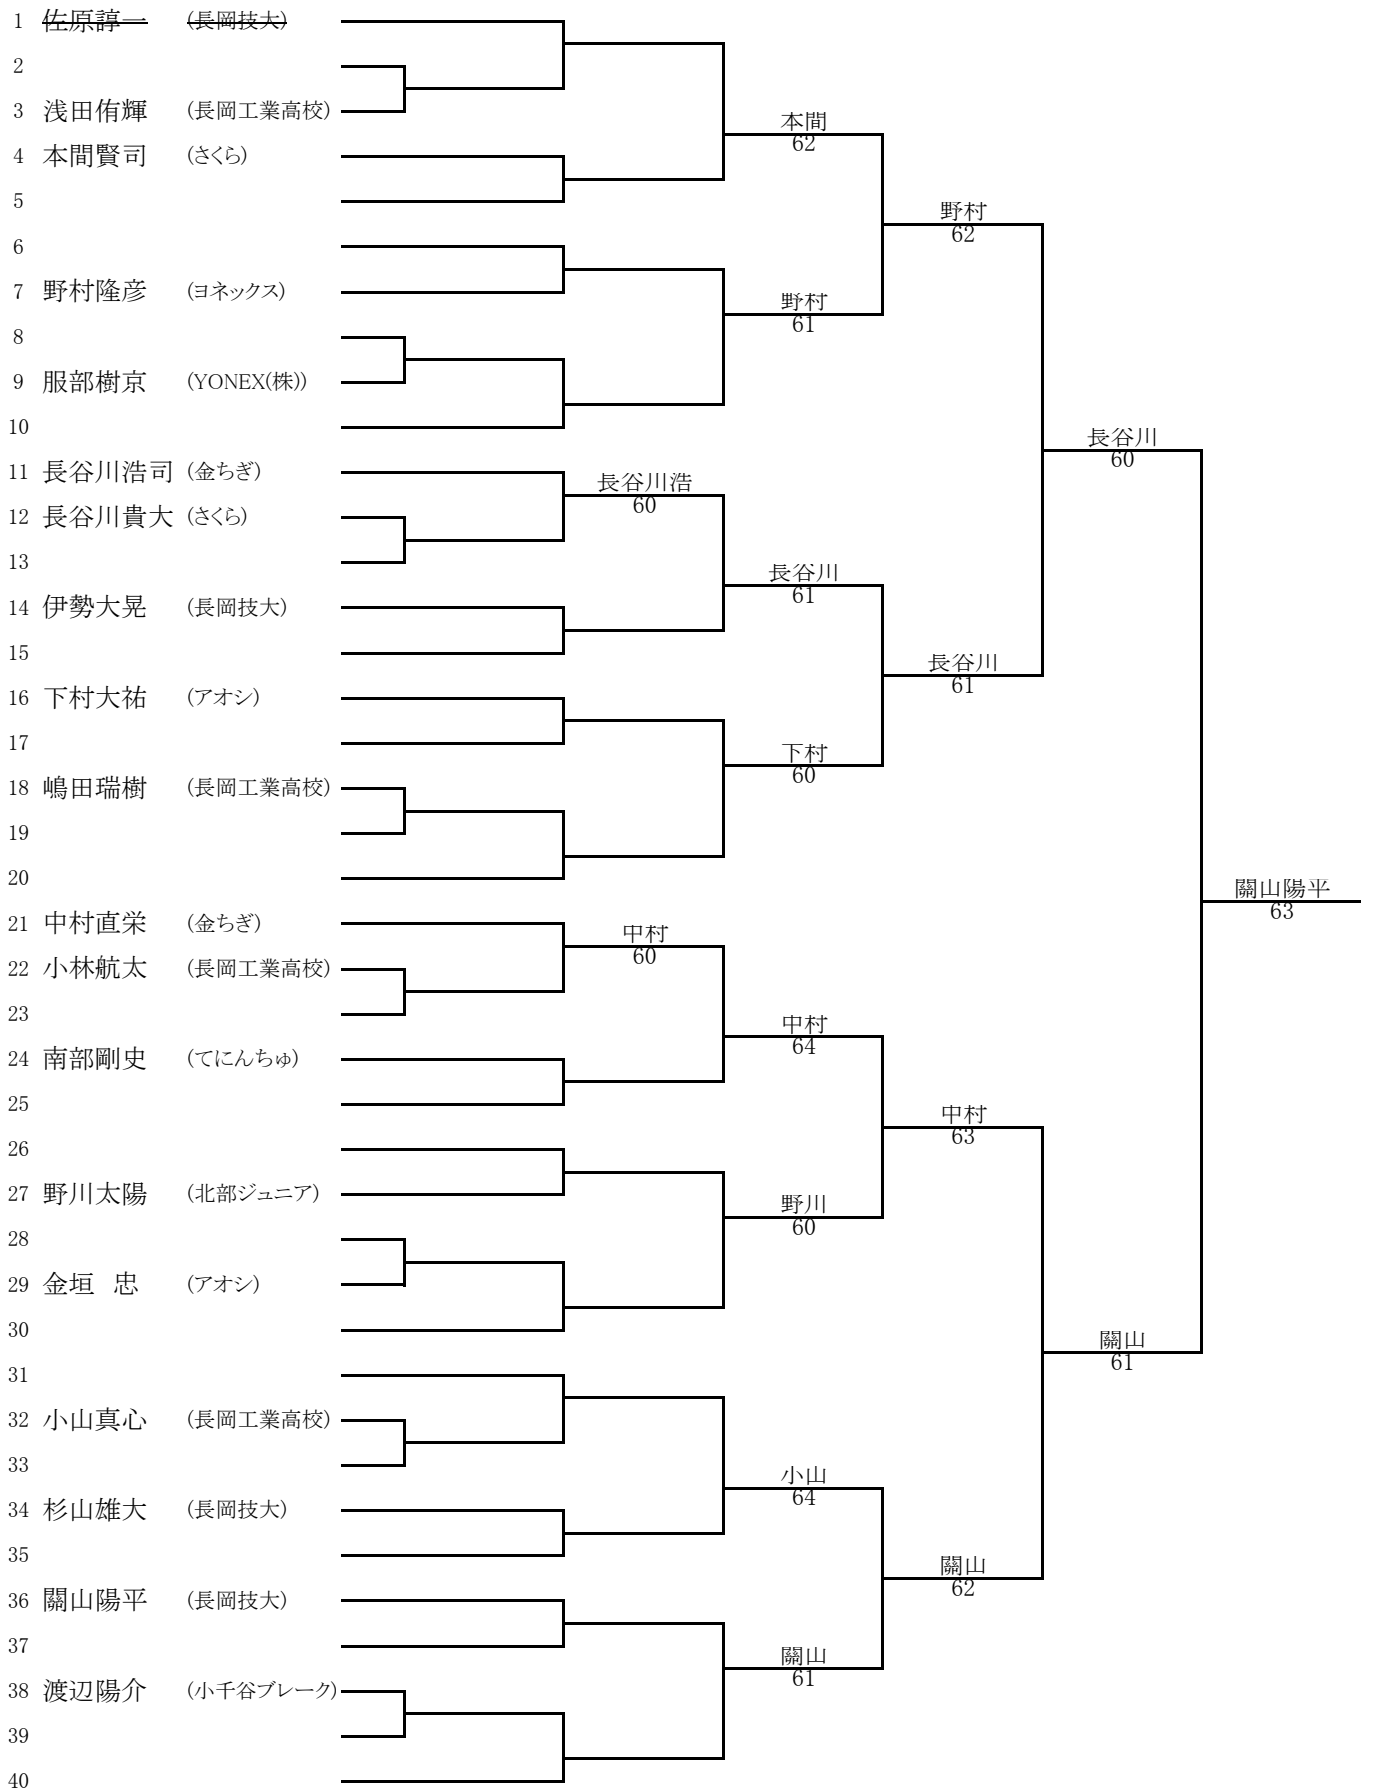 1 佐原諄一 (長岡技大)
2
3 浅田侑輝 (長岡工業高校)
本間
62
4 本間賢司 (さくら)
5
野村
62
6
7 野村隆彦 (ヨネックス)
野村
61
8
9 服部樹京 (YONEX(株))
10
長谷川
60
11 長谷川浩司 (金ちぎ)
長谷川浩
60
12 長谷川貴大 (さくら)
13
長谷川
61
14 伊勢大晃 (長岡技大)
15
長谷川
61
16 下村大祐 (アオシ)
17
下村
60
18 嶋田瑞樹 (長岡工業高校)
19
20
關山陽平
63
21 中村直栄 (金ちぎ)
中村
60
22 小林航太 (長岡工業高校)
23
中村
64
24 南部剛史 (てにんちゅ)
25
中村
63
26
27 野川太陽 (北部ジュニア)
野川
60
28
29 金垣 忠 (アオシ)
30
關山
61
31
32 小山真心 (長岡工業高校)
33
小山
64
34 杉山雄大 (長岡技大)
35
關山
62
36 關山陽平 (長岡技大)
37
關山
61
38 渡辺陽介 (小千谷ブレーク)
39
40